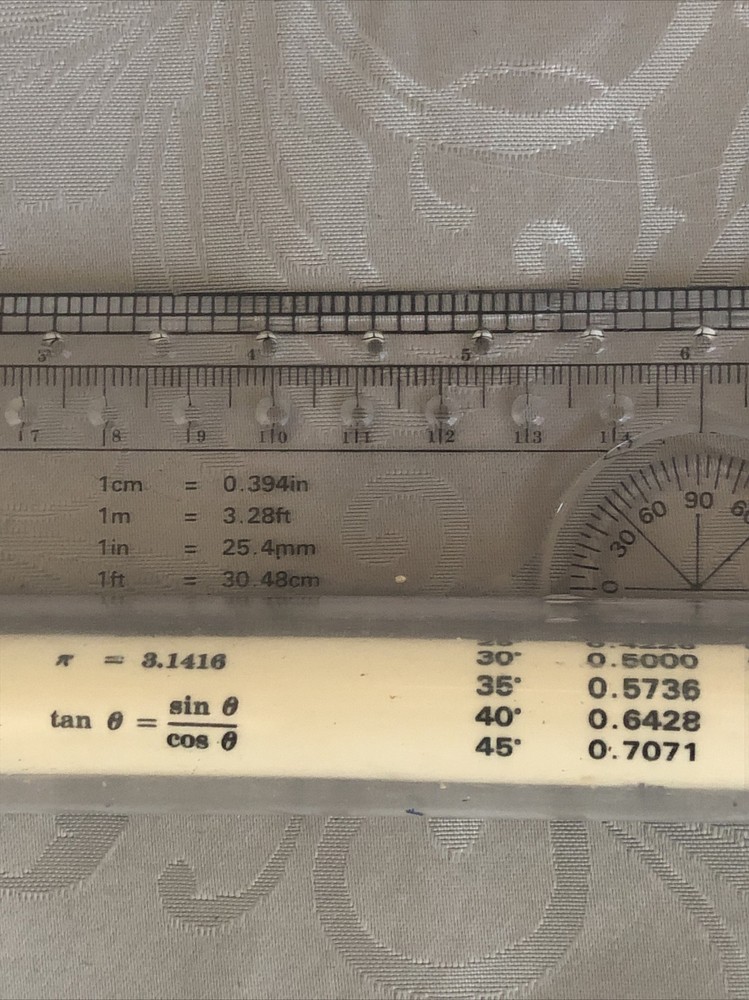 3 4 5 6
7 8 9 10 11 12 13 14
1cm = 0.394in
1m = 3.28ft
1in = 25.4mm
1ft = 30.48cm
0 30 60 90
π = 3.1416
tan θ = sin θ
cos θ
30° 0.5000
35° 0.5736
40° 0.6428
45° 0.7071